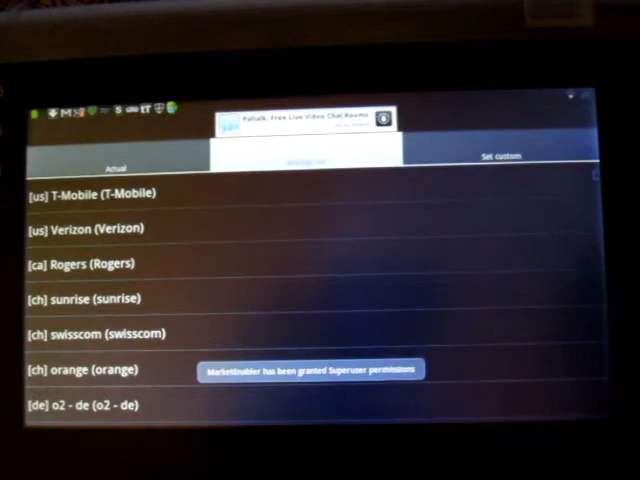 Paltalk: Free Live Video Chat Rooms
Actual
Set custom
[us] T-Mobile (T-Mobile)
[us] Verizon (Verizon)
[ca] Rogers (Rogers)
[ch] sunrise (sunrise)
[ch] swisscom (swisscom)
[ch] orange (orange)
MarketEnabler has been granted Superuser permissions
[de] o2 - de (o2 - de)